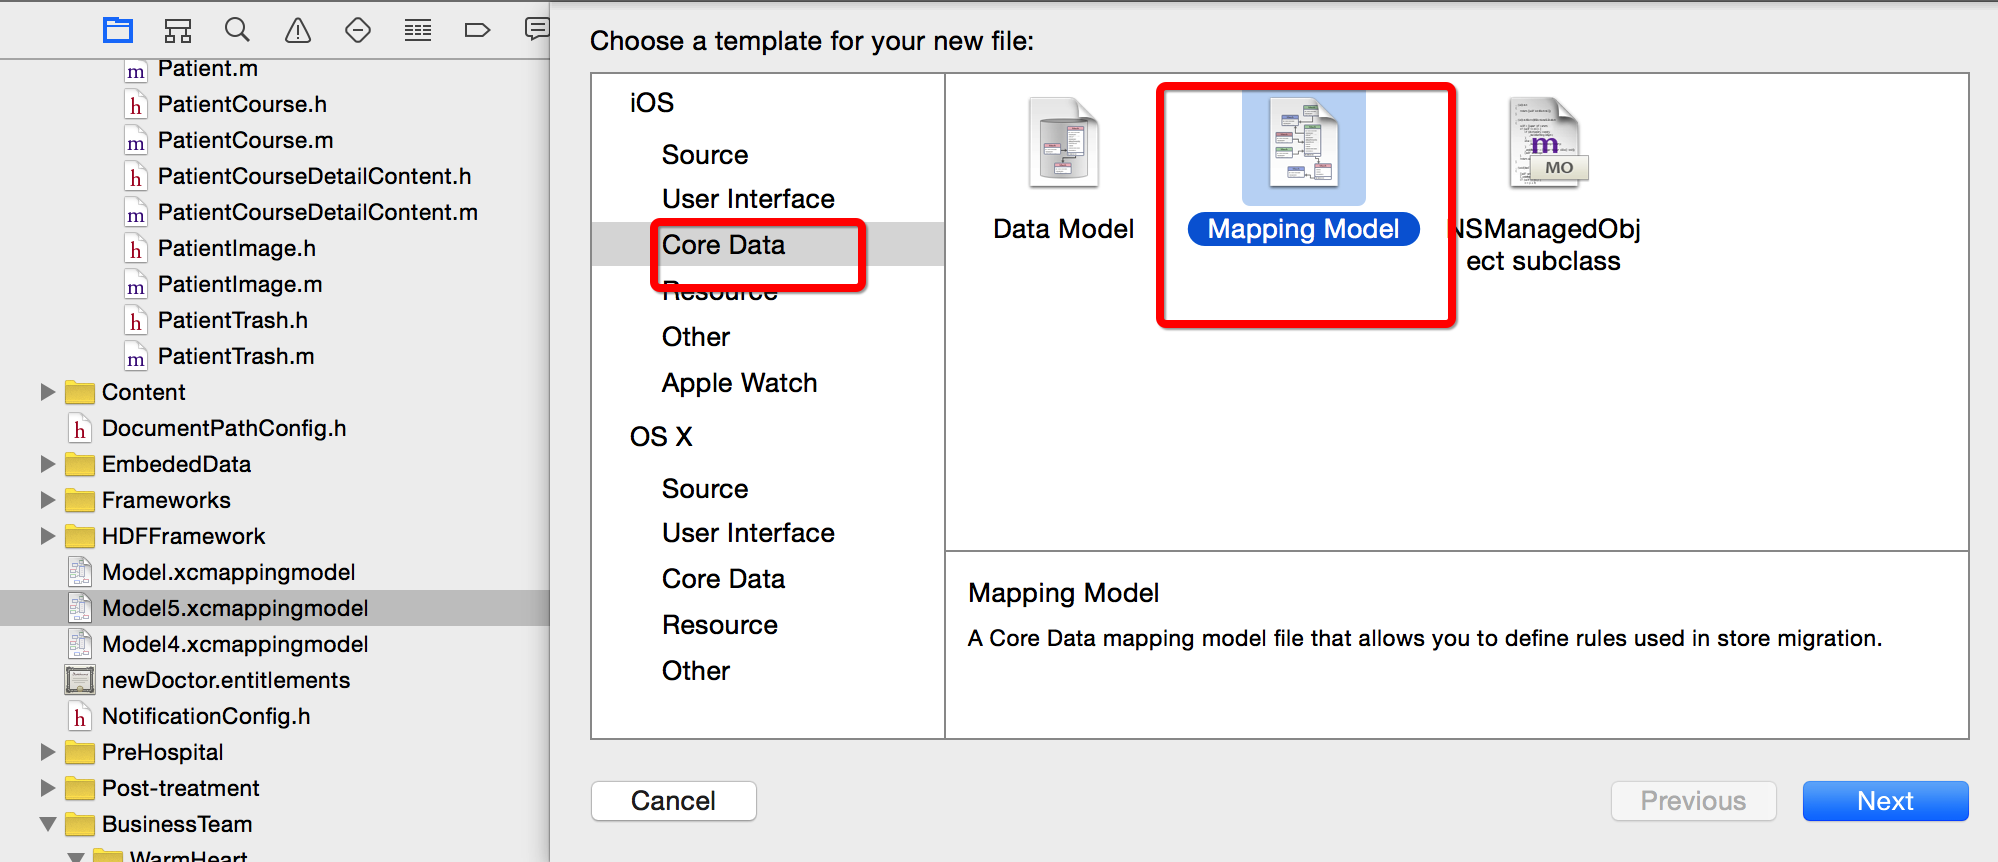 Patient.m
PatientCourse.h
PatientCourse.m
PatientCourseDetailContent.h
PatientCourseDetailContent.m
PatientImage.h
PatientImage.m
PatientTrash.h
PatientTrash.m
Content
DocumentPathConfig.h
EmbededData
Frameworks
HDFFramework
Model.xcmappingmodel
Model5.xcmappingmodel
Model4.xcmappingmodel
newDoctor.entitlements
NotificationConfig.h
PreHospital
Post-treatment
BusinessTeam
WarmHeart
Choose a template for your new file:
iOS
Source
User Interface
Core Data
Resource
Other
Apple Watch
OS X
Source
User Interface
Core Data
Resource
Other
Data Model
Mapping Model
MO
NSManagedObj
ect subclass
Mapping Model
A Core Data mapping model file that allows you to define rules used in store migration.
Cancel
Previous
Next